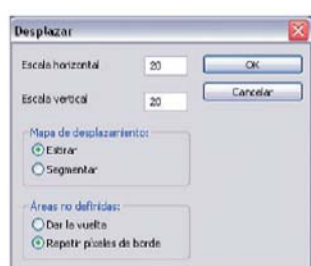 Desplazar
Escala horizontal 20 OK
Escala vertical 20 Cancelar
Mapa de desplazamiento:
Estirar
Segmentar
Áreas no definidas:
Dar la vuelta
Repetir píxeles de borde